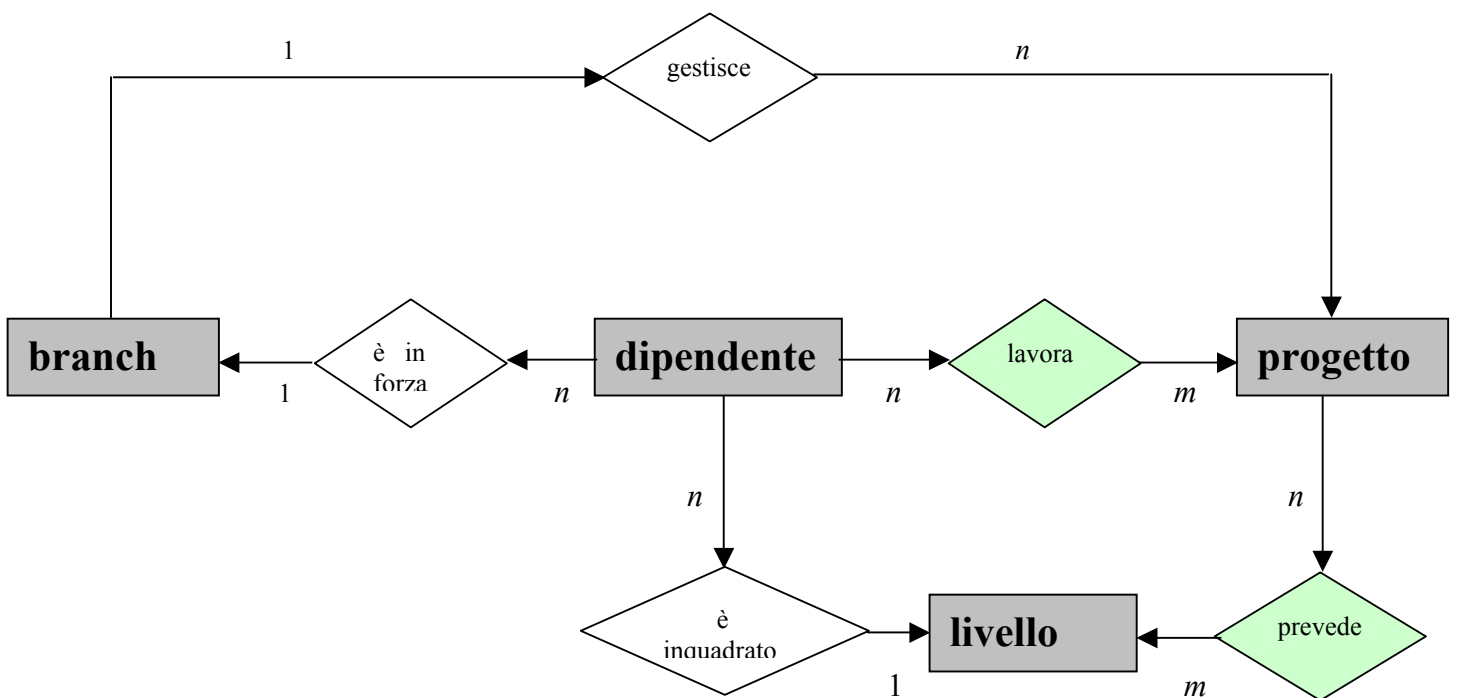 1
n
gestisce
branch
è in
forza
dipendente
lavora
progetto
1
n
n
m
n
n
è
inquadrato
livello
prevede
1
m